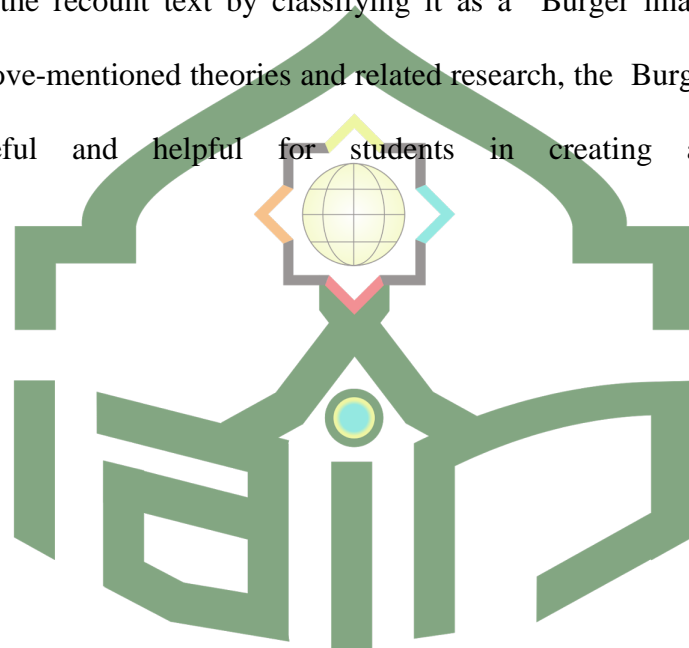 the recount text by classifying it as a "Burger
ove-mentioned theories and related research, the Burg
eful and helpful for students in creating a
iain